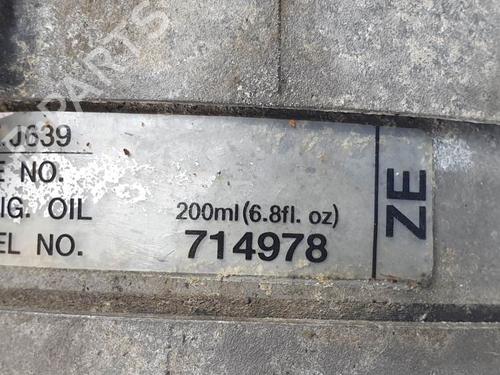 J639
E NO.
IG. OIL 200ml (6.8fl. oz)
EL NO. 714978
ZE